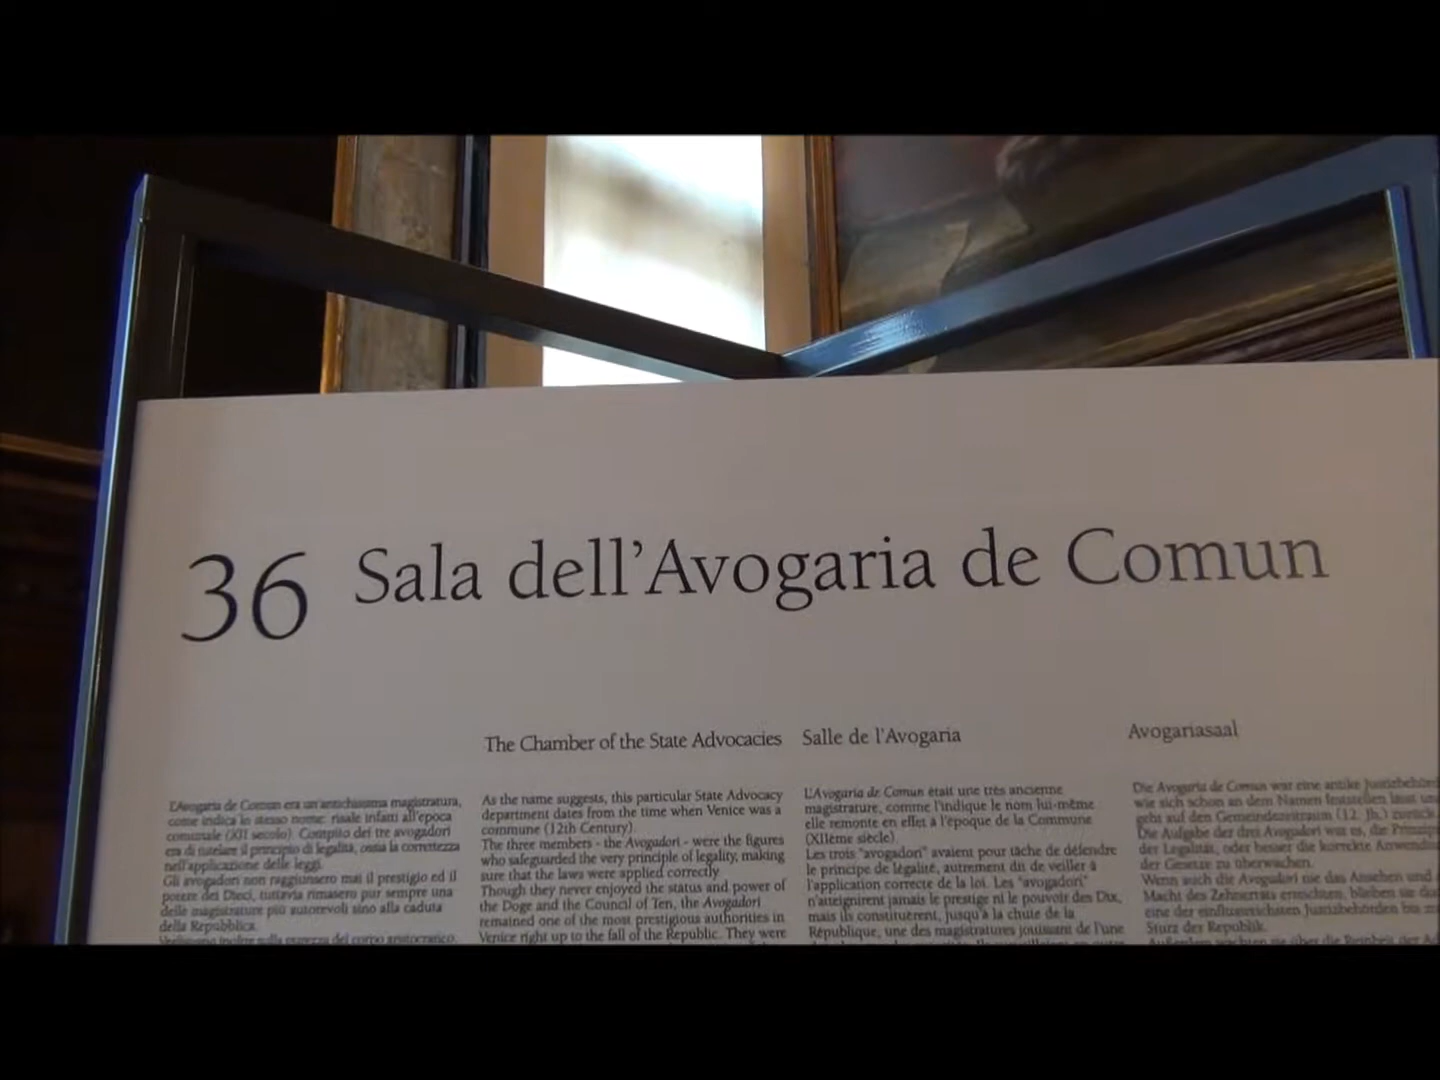 36 Sala dell'Avogaria de Comun
L'Avogaria de Comun era un'antichissima magistratura,
come indica lo stesso nome: risale infatti all'epoca
comunale (XII secolo). Compito dei tre avogadori
era di tutelare il principio di legalità, ossia la correttezza
nell'applicazione delle leggi.
Gli avogadori non raggiunsero mai il prestigio ed il
potere dei Dieci, tuttavia rimasero pur sempre una
delle magistrature più autorevoli sino alla caduta
della Repubblica.
The Chamber of the State Advocacies
As the name suggests, this particular State Advocacy
department dates from the time when Venice was a
commune (12th Century).
The three members - the Avogadori - were the figures
who safeguarded the very principle of legality, making
sure that the laws were applied correctly.
Though they never enjoyed the status and power of
the Doge and the Council of Ten, the Avogadori
remained one of the most prestigious authorities in
Venice right up to the fall of the Republic. They were
Salle de l'Avogaria
L'Avogaria de Comun était une très ancienne
magistrature, comme l'indique le nom lui-même
elle remonte en effet à l'époque de la Commune
(XIIème siècle).
Les trois "avogadori" avaient pour tâche de défendre
le principe de légalité, autrement dit de veiller à
l'application correcte de la loi. Les "avogadori"
n'atteignirent jamais le prestige ni le pouvoir des Dix,
mais ils constituèrent, jusqu'à la chute de la
République, une des magistratures jouissant de l'une
Avogariasaal
Die Avogaria de Comun war eine antike
wie sich schon an dem Namen feststellen lässt
geht auf den Gemeindezeitraum (12. Jh.)
Die Aufgabe der drei Avogadori war es, die
der Legalität, oder besser die korrekte
der Gesetze zu überwachen.
Wenn auch die Avogadori nie das Ansehen und
Macht des Zehnerrats erreichten, blieben sie
eine der einflussreichsten Justizbehörden bis
Sturz der Republik.